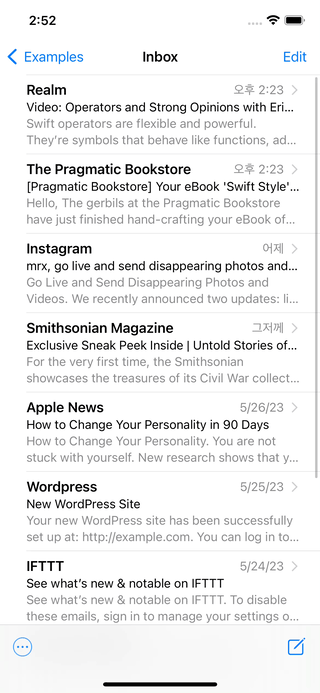 2:52
Examples
Inbox
Edit
Realm
오후 2:23
Video: Operators and Strong Opinions with Eri...
Swift operators are flexible and powerful.
They're symbols that behave like functions, ad...
The Pragmatic Bookstore
오후 2:23
[Pragmatic Bookstore] Your eBook 'Swift Style'...
Hello, The gerbils at the Pragmatic Bookstore
have just finished hand-crafting your eBook of...
Instagram
어제
mrx, go live and send disappearing photos and...
Go Live and Send Disappearing Photos and
Videos. We recently announced two updates: li...
Smithsonian Magazine
그저께
Exclusive Sneak Peek Inside | Untold Stories of...
For the very first time, the Smithsonian
showcases the treasures of its Civil War collect...
Apple News
5/26/23
How to Change Your Personality in 90 Days
How to Change Your Personality. You are not
stuck with yourself. New research shows that y...
Wordpress
5/25/23
New WordPress Site
Your new WordPress site has been successfully
set up at: http://example.com. You can log in to...
IFTTT
5/24/23
See what's new & notable on IFTTT
See what's new & notable on IFTTT. To disable
these emails, sign in to manage your settings o...